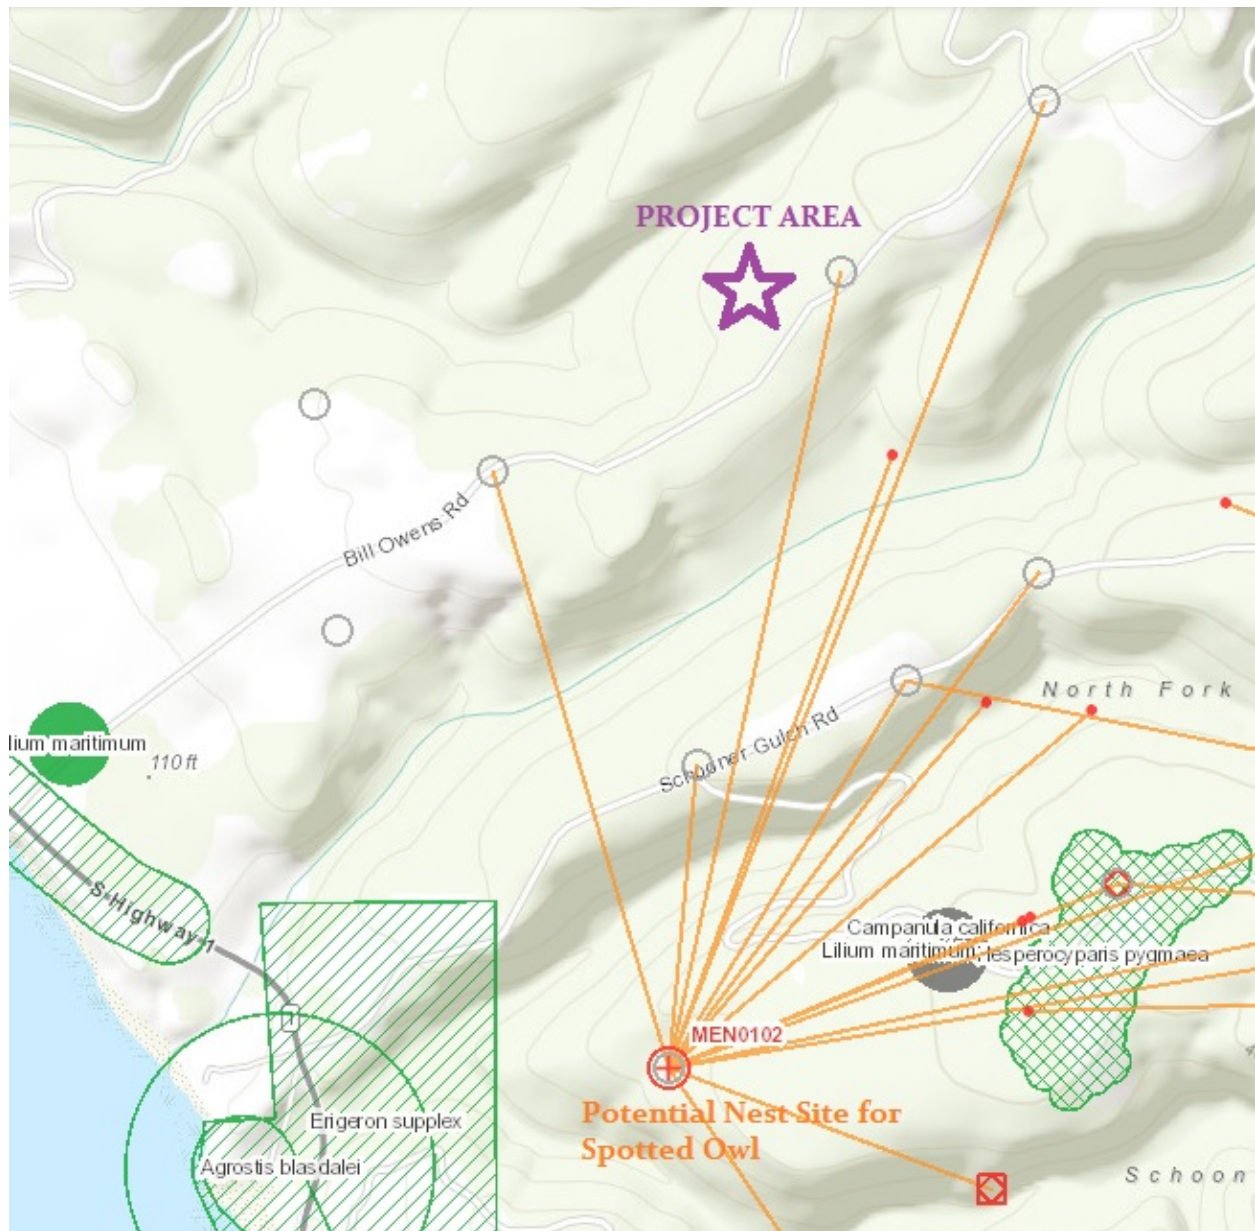 PROJECT AREA
Bill Owens Rd
North Fork
Schooner Gulch Rd
lium maritimum
110 ft
S-Highway-1
1
Campanula californica
Lilium maritimum;
lesperocyparis pygmaea
MEN0102
Potential Nest Site for
Spotted Owl
Erigeron supplex
Agrostis blasdalei
Schoon